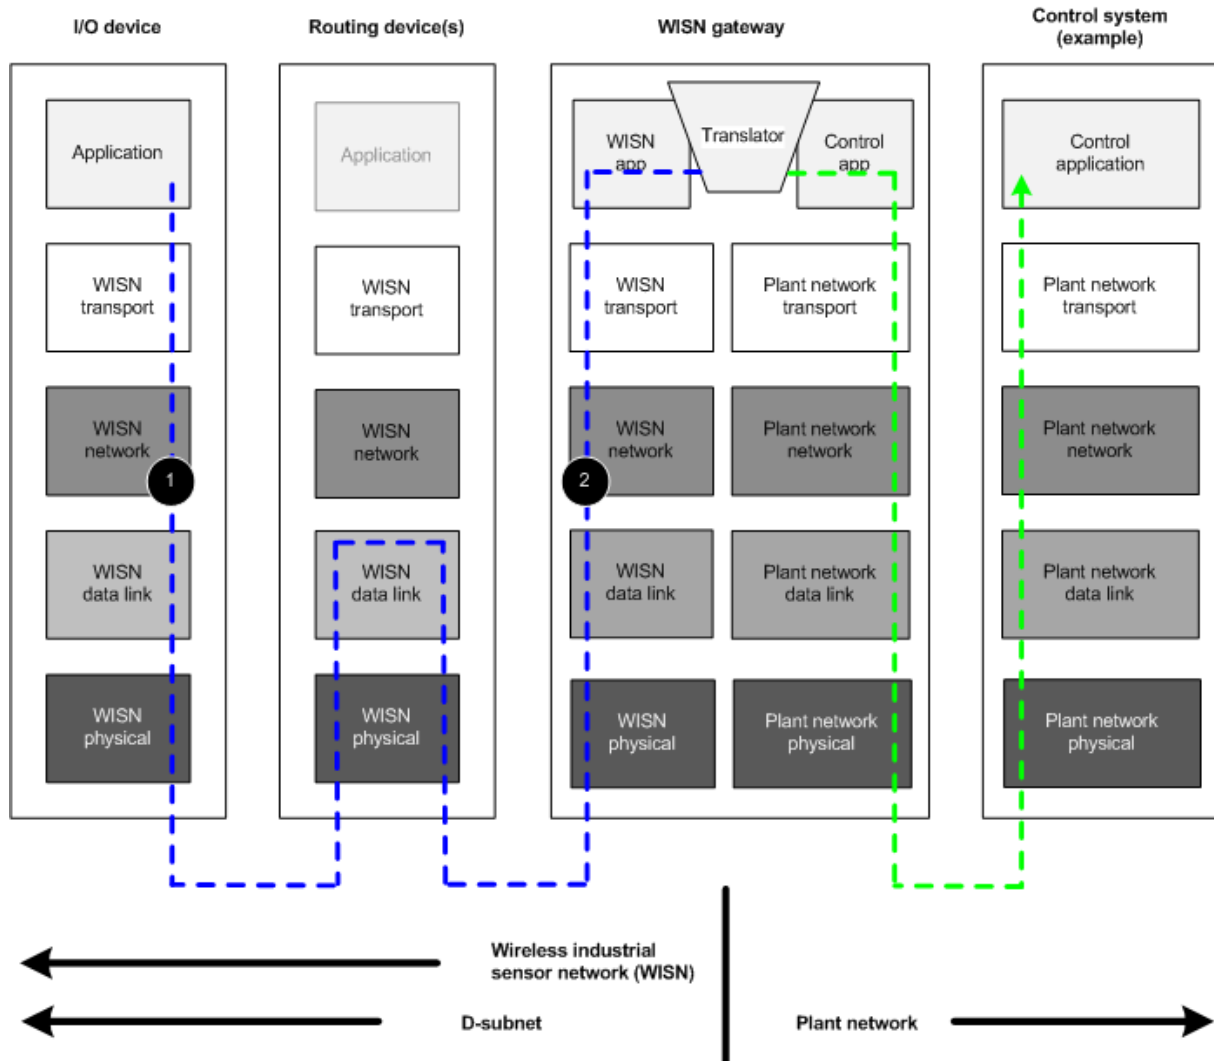 I/O device
Routing device(s)
WISN gateway
Control system
(example)
Application
Application
WISN
app
Translator
Control
app
Control
application
WISN
transport
WISN
transport
WISN
transport
Plant network
transport
Plant network
transport
WISN
network
WISN
network
WISN
network
Plant network
network
Plant network
network
1
2
WISN
data link
WISN
data link
WISN
data link
Plant network
data link
Plant network
data link
WISN
physical
WISN
physical
WISN
physical
Plant network
physical
Plant network
physical
Wireless industrial
sensor network (WISN)
D-subnet
Plant network